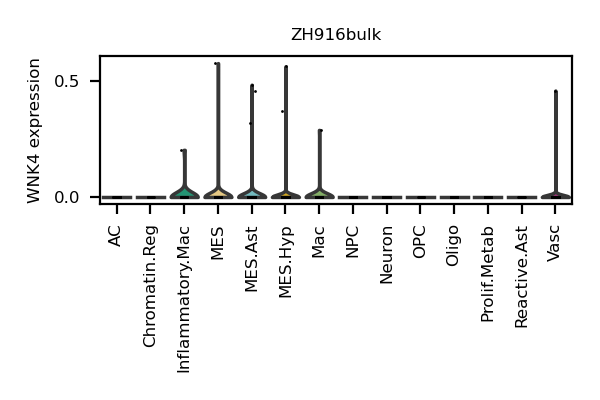 ZH916bulk
WNK4 expression
0.5
0.0
AC
Chromatin.Reg
Inflammatory.Mac
MES
MES.Ast
MES.Hyp
Mac
NPC
Neuron
OPC
Oligo
Prolif.Metab
Reactive.Ast
Vasc